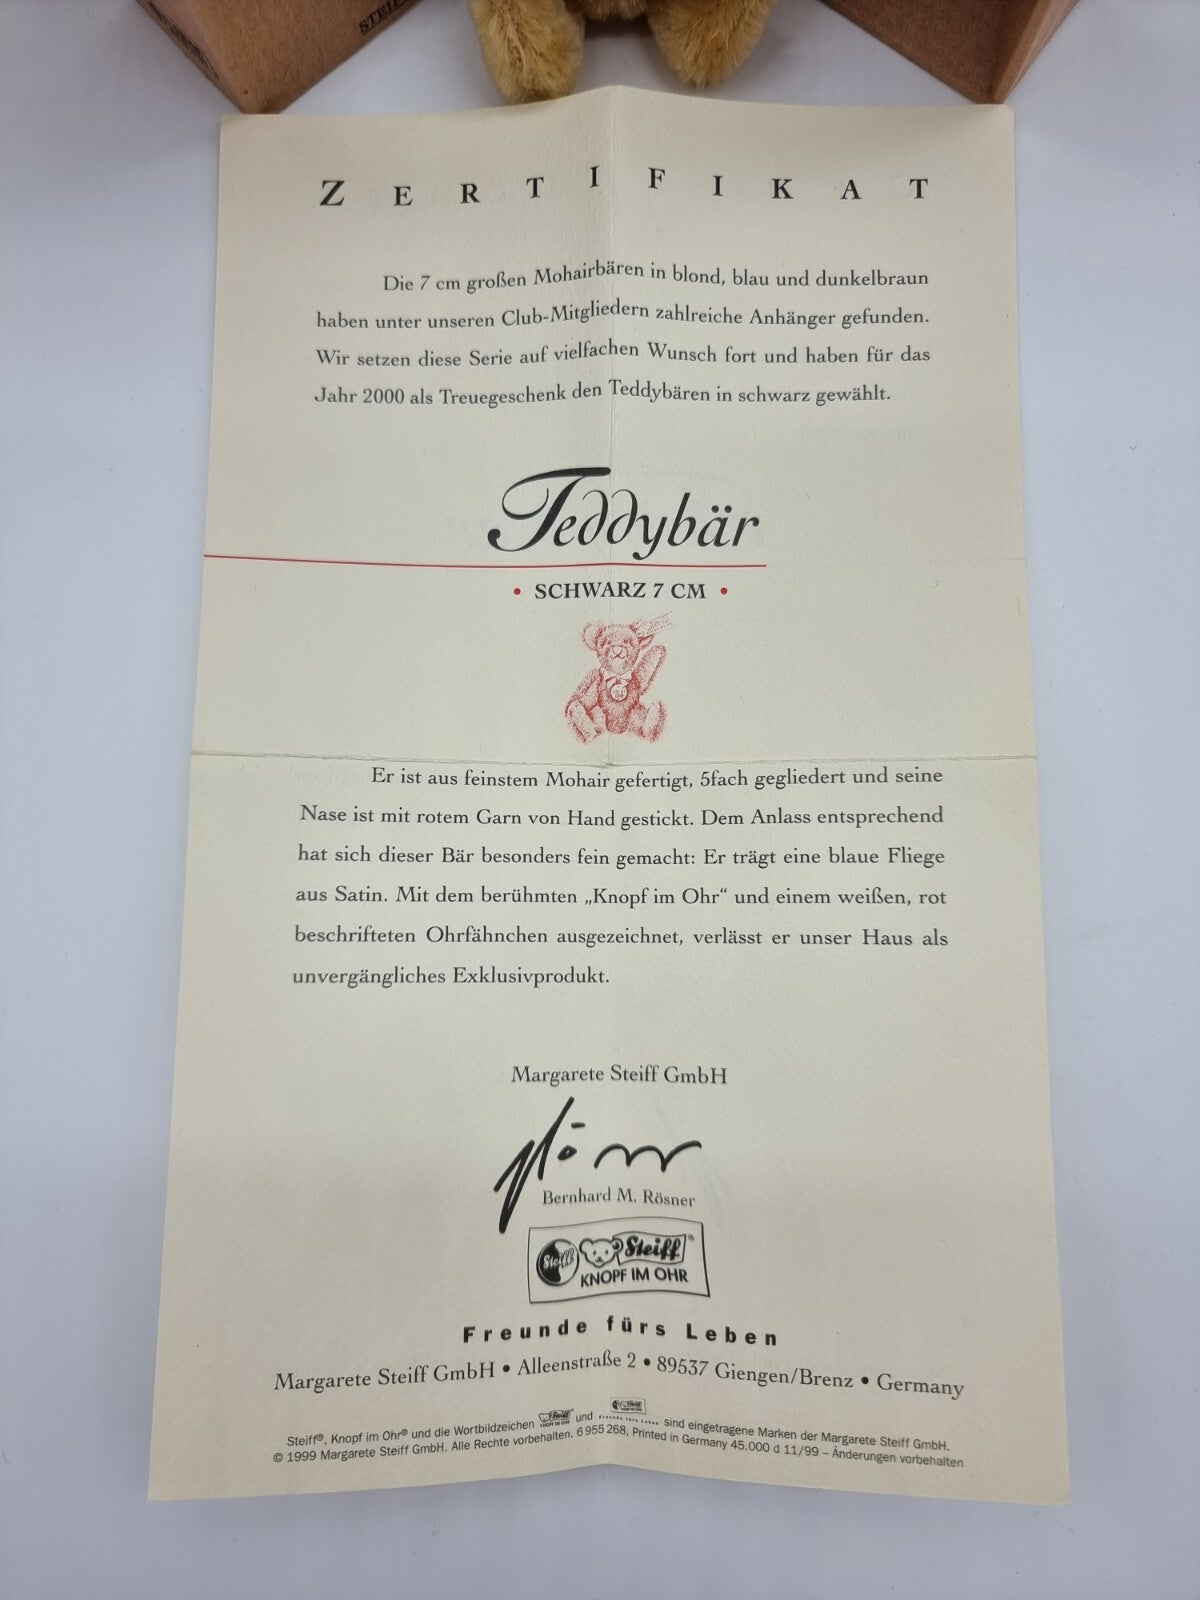 STEIFF
ZERTIFIKAT
Die 7 cm großen Mohairbären in blond, blau und dunkelbraun
haben unter unseren Club-Mitgliedern zahlreiche Anhänger gefunden.
Wir setzen diese Serie auf vielfachen Wunsch fort und haben für das
Jahr 2000 als Treuegeschenk den Teddybären in schwarz gewählt.
Teddybär
• SCHWARZ 7 CM •
Er ist aus feinstem Mohair gefertigt, 5fach gegliedert und seine
Nase ist mit rotem Garn von Hand gestickt. Dem Anlass entsprechend
hat sich dieser Bär besonders fein gemacht: Er trägt eine blaue Fliege
aus Satin. Mit dem berühmten „Knopf im Ohr“ und einem weißen, rot
beschrifteten Ohrfähnchen ausgezeichnet, verlässt er unser Haus als
unvergängliches Exklusivprodukt.
Margarete Steiff GmbH
Bernhard M. Rösner
Steiff Steiff®
KNOPF IM OHR
Freunde fürs Leben
Margarete Steiff GmbH • Alleenstraße 2 • 89537 Giengen/Brenz • Germany
Steiff®, Knopf im Ohr® und die Wortbildzeichen Steiff und sind eingetragene Marken der Margarete Steiff GmbH.
© 1999 Margarete Steiff GmbH. Alle Rechte vorbehalten. 6 955 268, Printed in Germany 45.000 d 11/99 – Änderungen vorbehalten